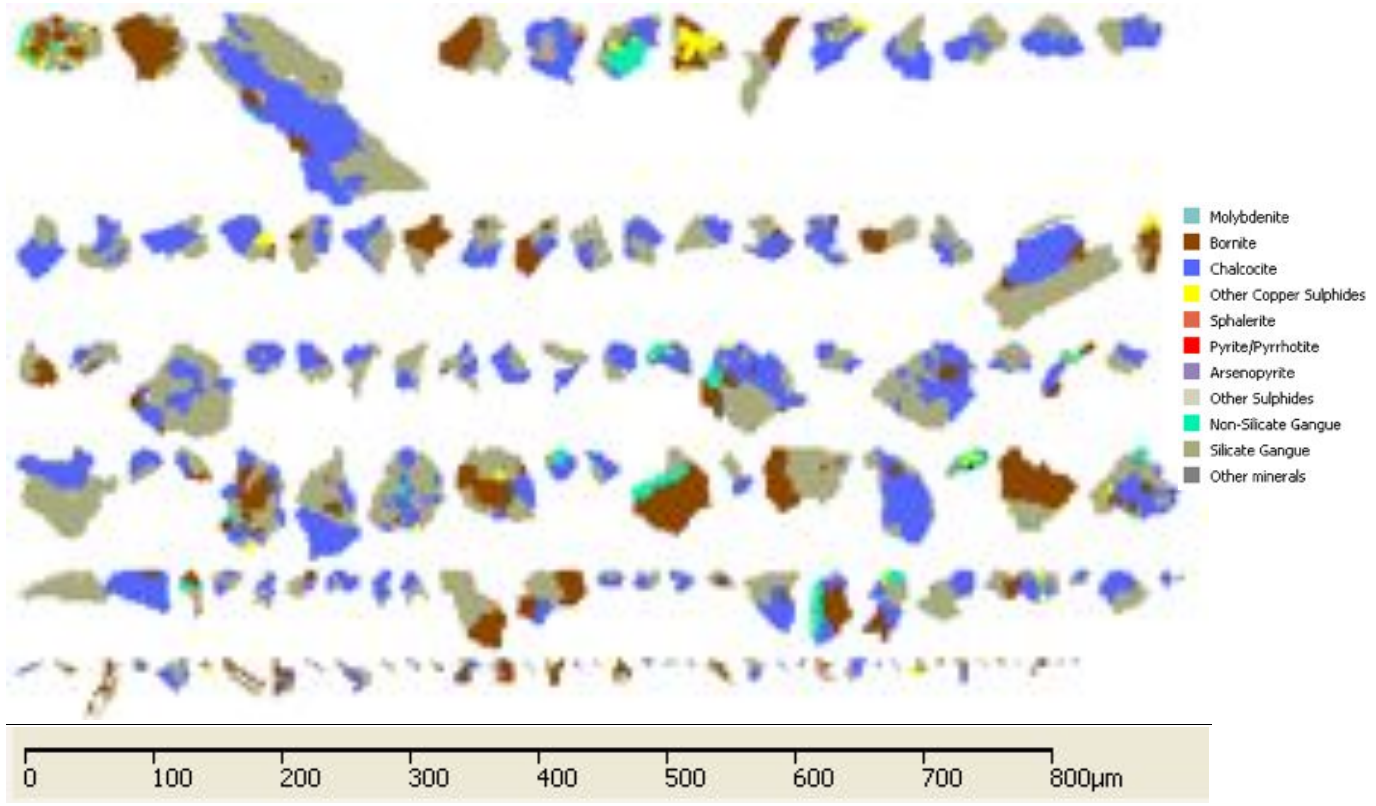 Molybdenite
Bornite
Chalcocite
Other Copper Sulphides
Sphalerite
Pyrite/Pyrrhotite
Arsenopyrite
Other Sulphides
Non-Silicate Gangue
Silicate Gangue
Other minerals
0 100 200 300 400 500 600 700 800µm